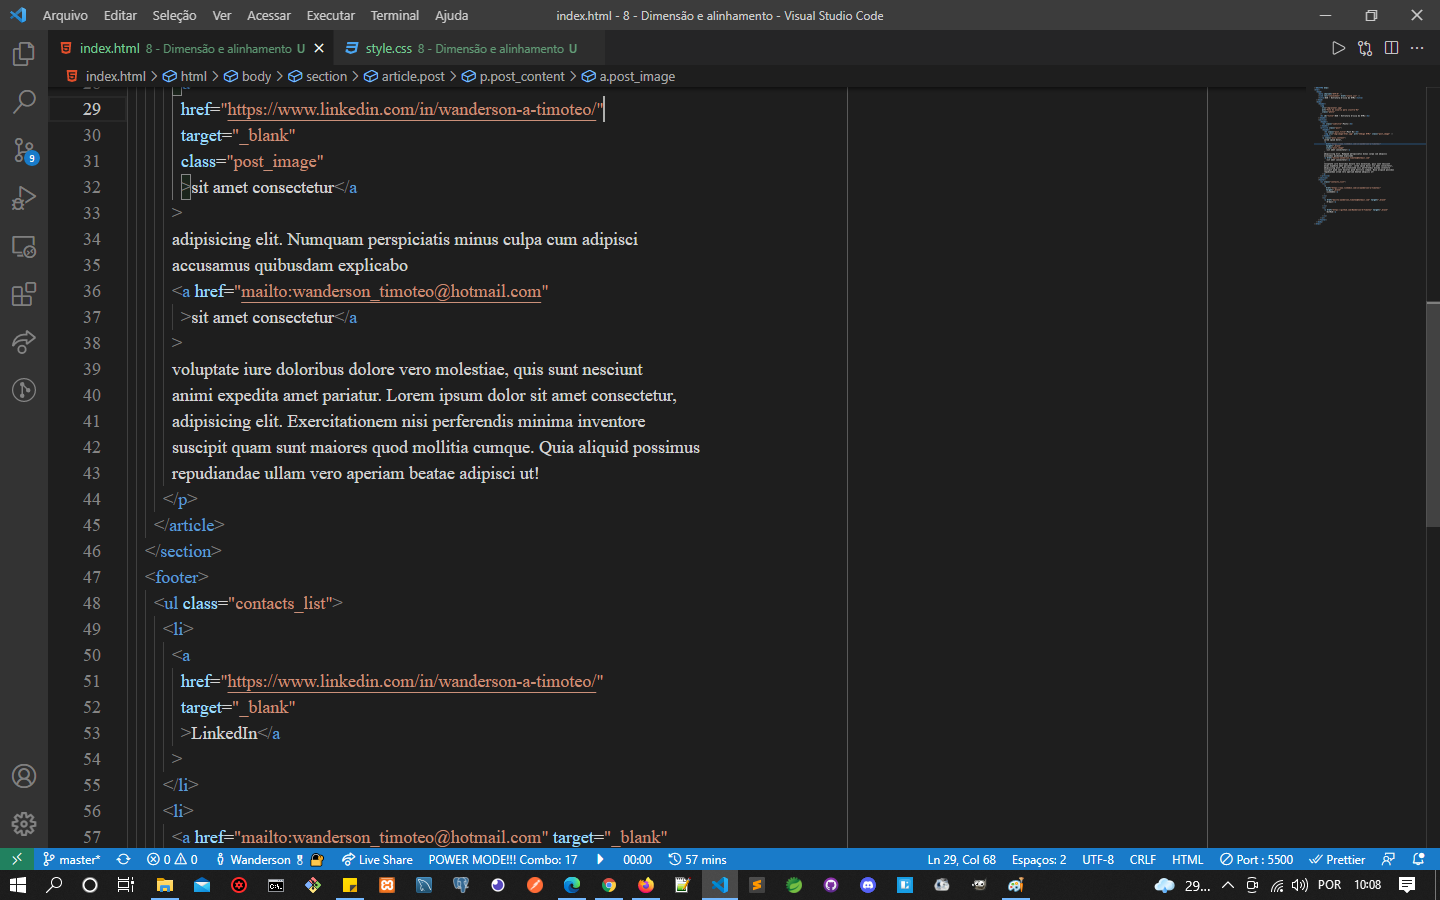 Arquivo Editar Seleção Ver Acessar Executar Terminal Ajuda index.html - 8 - Dimensão e alinhamento - Visual Studio Code
index.html 8 - Dimensão e alinhamento U style.css 8 - Dimensão e alinhamento U
index.html > html > body > section > article.post > p.post_content > a.post_image
29 href="https://www.linkedin.com/in/wanderson-a-timoteo/"
30 target="_blank"
31 class="post_image"
32 >sit amet consectetur</a
33 >
34 adipisicing elit. Numquam perspiciatis minus culpa cum adipisci
35 accusamus quibusdam explicabo
36 <a href="mailto:wanderson_timoteo@hotmail.com"
37 >sit amet consectetur</a
38 >
39 voluptate iure doloribus dolore vero molestiae, quis sunt nesciunt
40 animi expedita amet pariatur. Lorem ipsum dolor sit amet consectetur,
41 adipisicing elit. Exercitationem nisi perferendis minima inventore
42 suscipit quam sunt maiores quod mollitia cumque. Quia aliquid possimus
43 repudiandae ullam vero aperiam beatae adipisci ut!
44 </p>
45 </article>
46 </section>
47 <footer>
48 <ul class="contacts_list">
49 <li>
50 <a
51 href="https://www.linkedin.com/in/wanderson-a-timoteo/"
52 target="_blank"
53 >LinkedIn</a
54 >
55 </li>
56 <li>
57 <a href="mailto:wanderson_timoteo@hotmail.com" target="_blank"
9
master* 0 0 Wanderson Live Share POWER MODE!!! Combo: 17 00:00 57 mins Ln 29, Col 68 Espaços: 2 UTF-8 CRLF HTML Port : 5500 Prettier
29... POR 10:08